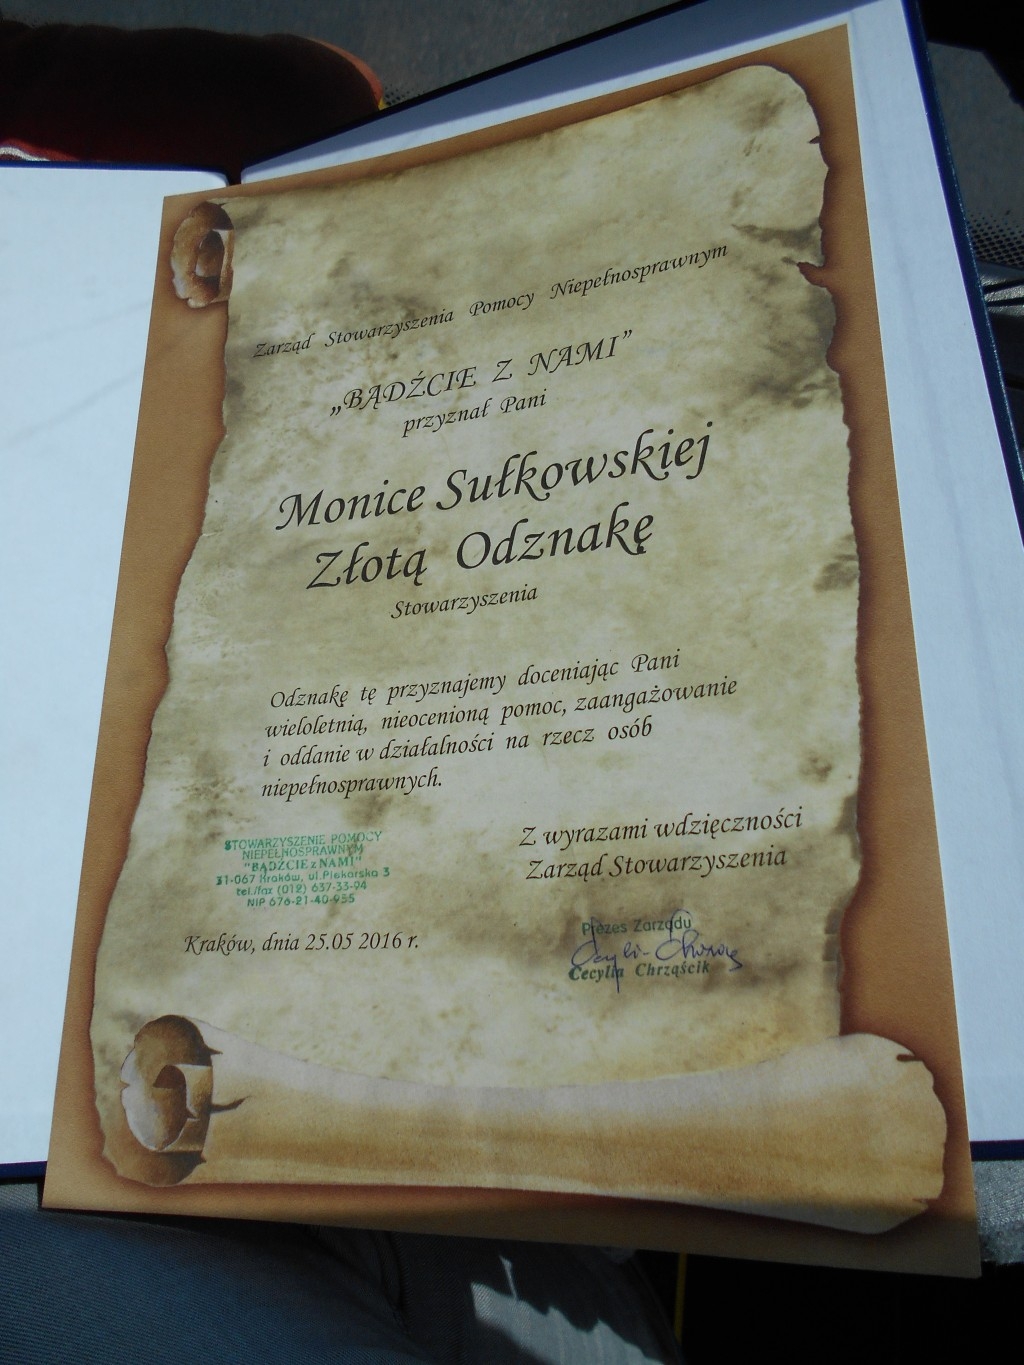 Zarząd Stowarzyszenia Pomocy Niepełnosprawnym
„BĄDŹCIE Z NAMI”
przyznał Pani
Monice Sułkowskiej
Złotą Odznakę
Stowarzyszenia
Odznakę tę przyznajemy doceniając Pani
wieloletnią, nieocenioną pomoc, zaangażowanie
i oddanie w działalności na rzecz osób
niepełnosprawnych.
Z wyrazami wdzięczności
Zarząd Stowarzyszenia
STOWARZYSZENIE POMOCY
NIEPEŁNOSPRAWNYM
"BĄDŹCIE z NAMI"
31-067 Kraków, ul.Piekarska 3
tel./fax (012) 637-33-94
NIP 676-21-40-955
Kraków, dnia 25.05 2016 r.
Prezes Zarządu
Cecylia Chrząścik